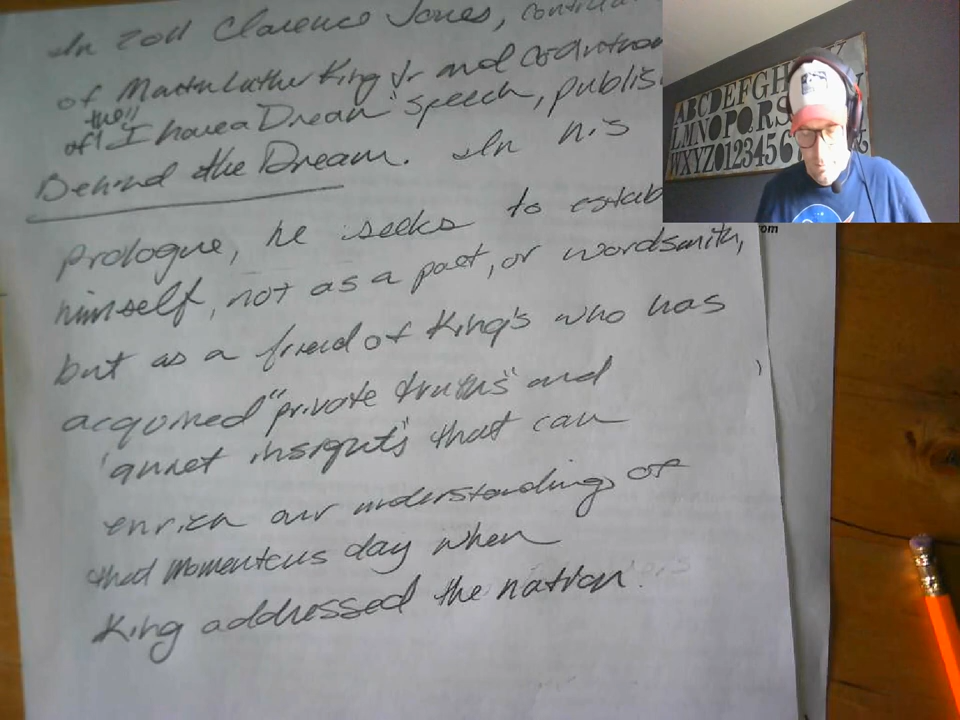 In 2011 Clarence Jones,
of Martin Luther King Jr and
of the "I have a Dream" speech, publis
Behind the Dream. In his
prologue, he seeks to estab
himself, not as a poet, or wordsmith,
but as a friend of King's who has
acquired "private truths" and
"quiet insights" that can
enrich our understanding of
that momentous day when
King addressed the nation.
ABCDEFGH
LMNOPQRS
WXYZ0123456
om